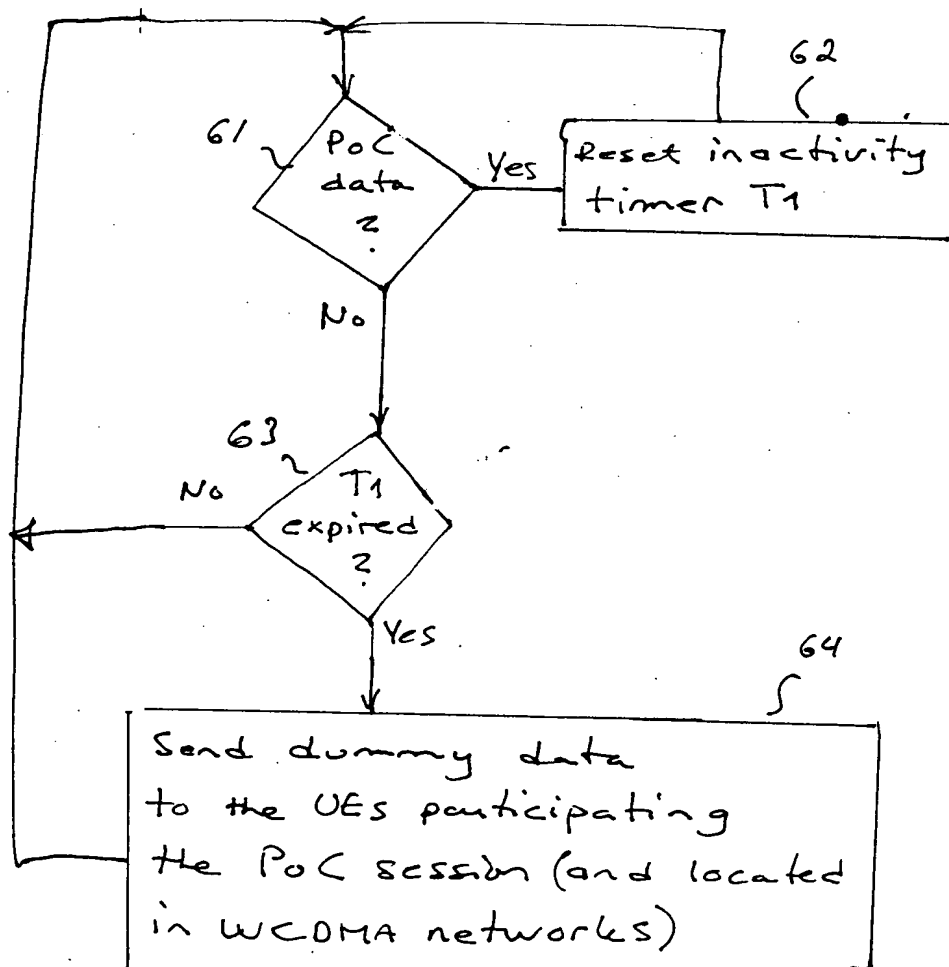 62
61
PoC
data
?
Yes
Reset inactivity
timer T1
No
63
No
T1
expired
?
Yes
64
Send dummy data
to the UEs participating
the PoC session (and located
in WCDMA networks)